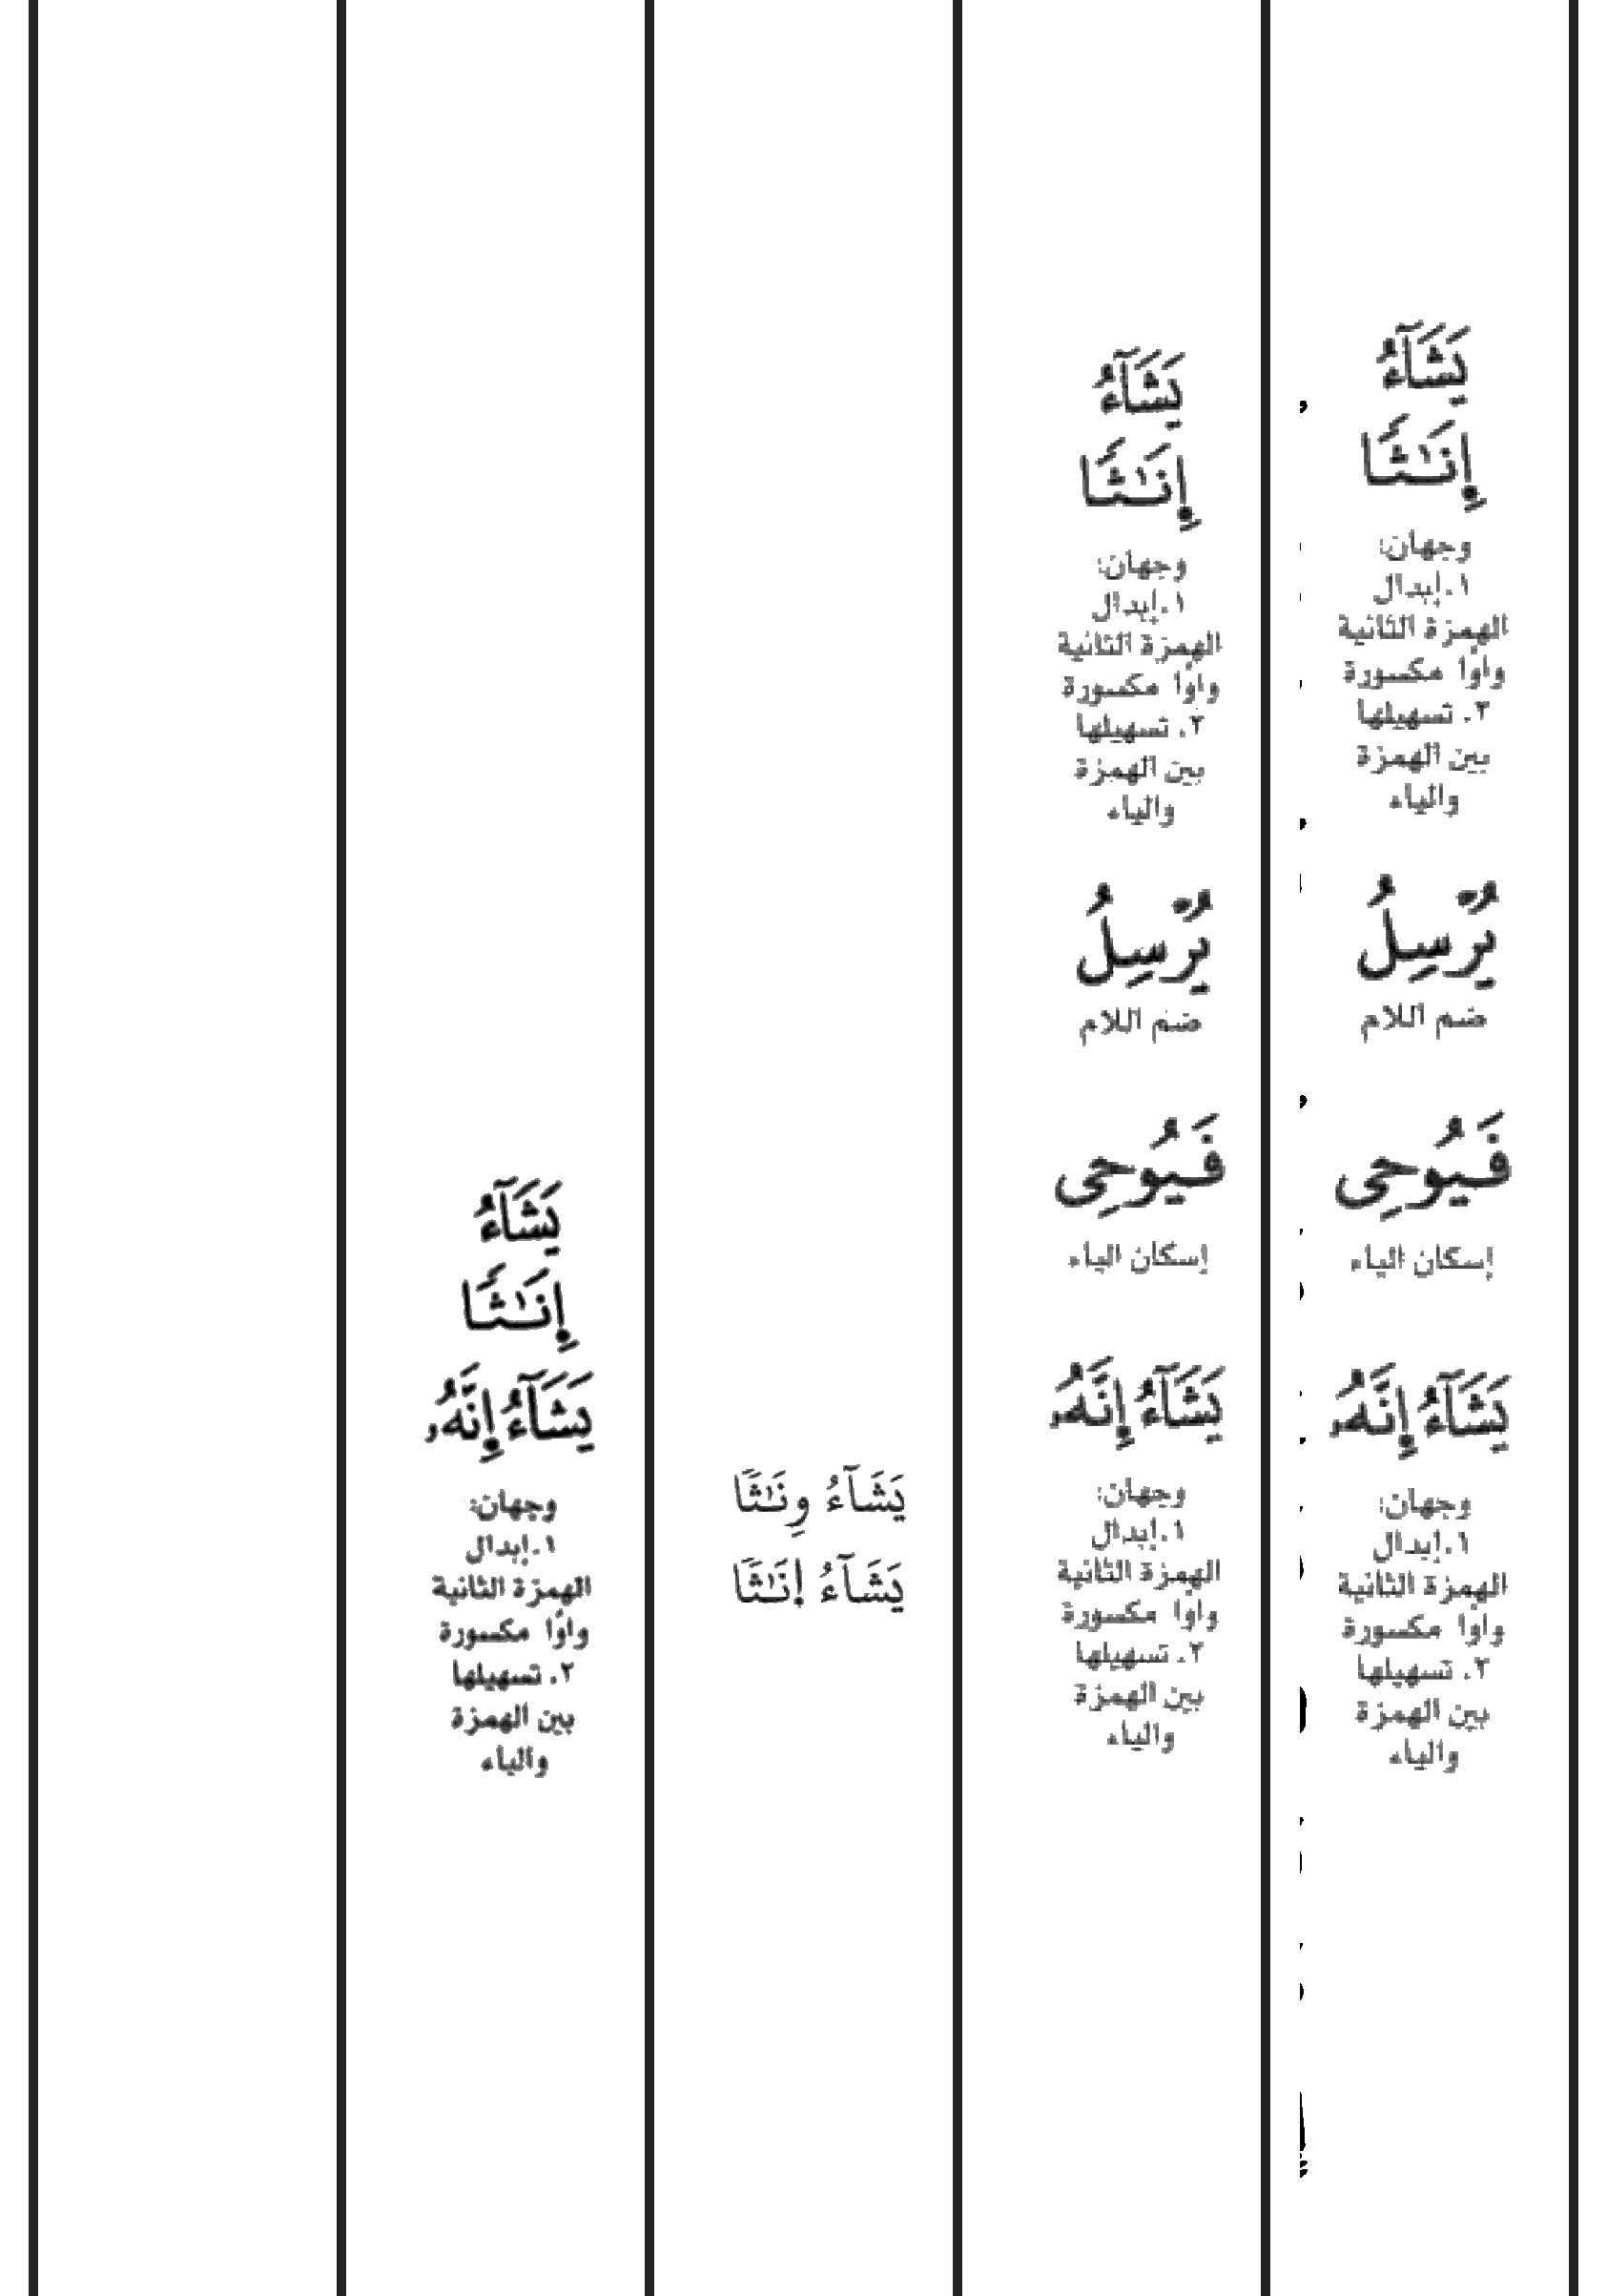 يَشَآءُ
إِنَٰثًا
وجهان:
١.إبدال
الهمزة الثانية
واوًا مكسورة
٢. تسهيلها
بين الهمزة
والياء
يُرْسِلُ
ضم اللام
فَيُوحِى
إسكان الياء
يَشَآءُ إِنَّهُۥ
وجهان:
١.إبدال
الهمزة الثانية
واوًا مكسورة
٢. تسهيلها
بين الهمزة
والياء
يَشَآءُ
إِنَٰثًا
وجهان:
١.إبدال
الهمزة الثانية
واوًا مكسورة
٢. تسهيلها
بين الهمزة
والياء
يُرْسِلُ
ضم اللام
فَيُوحِى
إسكان الياء
يَشَآءُ إِنَّهُۥ
وجهان:
١.إبدال
الهمزة الثانية
واوًا مكسورة
٢. تسهيلها
بين الهمزة
والياء
يَشَآءُ وِنَٰثًا
يَشَآءُ ا۪نَٰثًا
يَشَآءُ
إِنَٰثًا
يَشَآءُ إِنَّهُۥ
وجهان:
١.إبدال
الهمزة الثانية
واوًا مكسورة
٢. تسهيلها
بين الهمزة
والياء